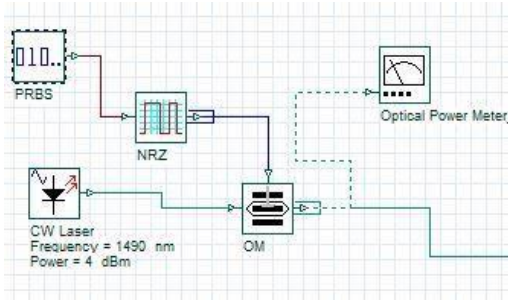 010..
PRBS
Optical Power Meter
NRZ
CW Laser
Frequency = 1490 nm
Power = 4 dBm
OM